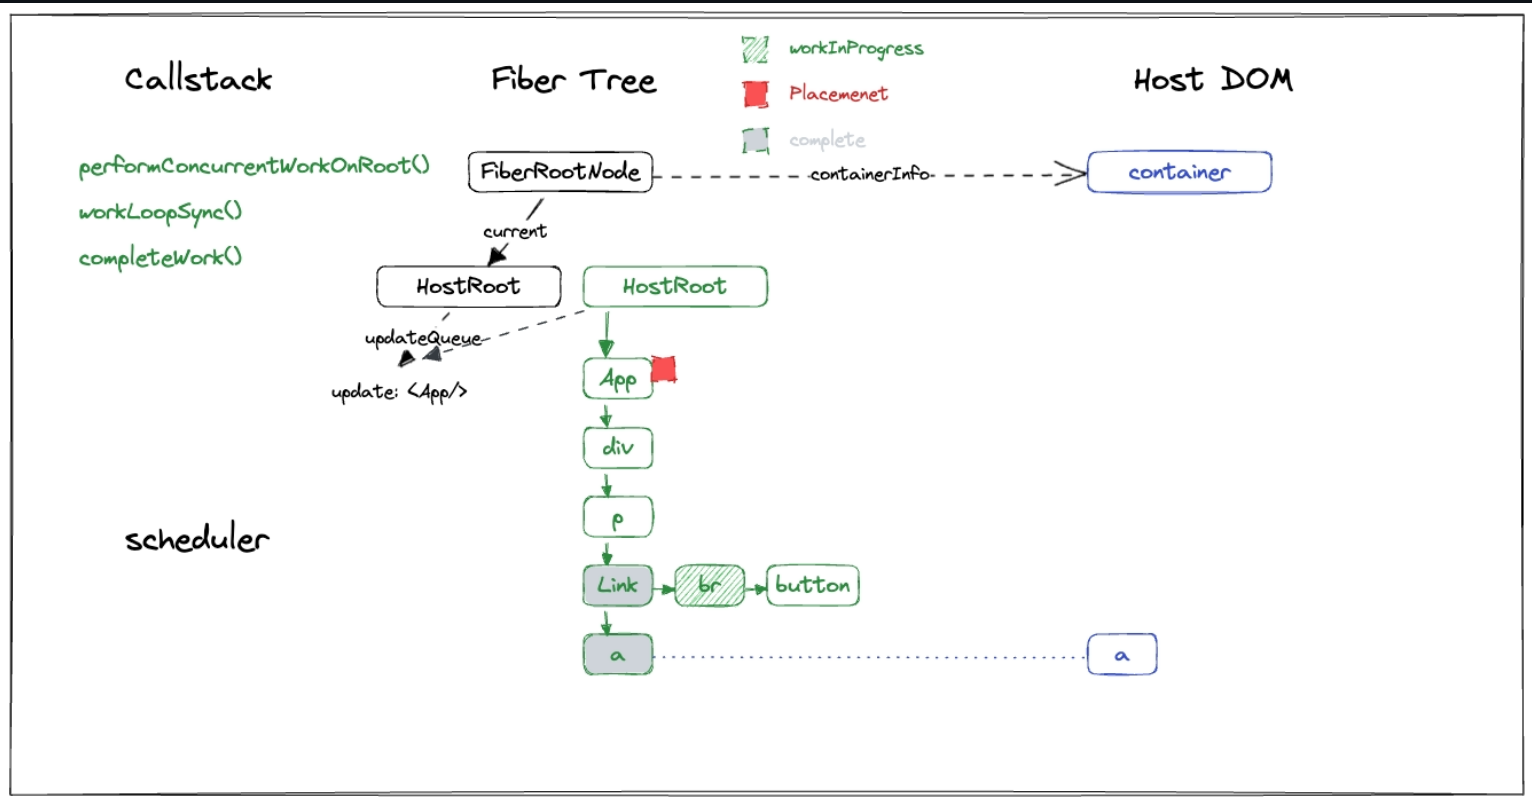 Callstack
Fiber Tree
workInProgress
Placemenet
complete
Host DOM
performConcurrentWorkOnRoot()
workLoopSync()
completeWork()
FiberRootNode
containerInfo
container
current
HostRoot
HostRoot
updateQueue
update: <App/>
App
div
p
scheduler
Link
br
button
a
a